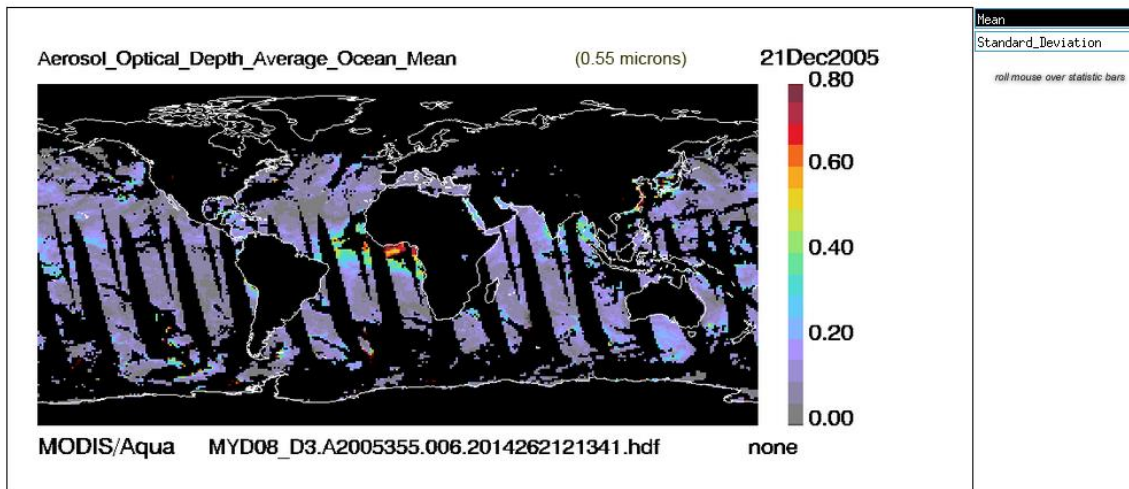 Aerosol_Optical_Depth_Average_Ocean_Mean (0.55 microns) 21Dec2005
0.80
0.60
0.40
0.20
0.00
MODIS/Aqua MYD08_D3.A2005355.006.2014262121341.hdf none
Mean
Standard_Deviation
roll mouse over statistic bars